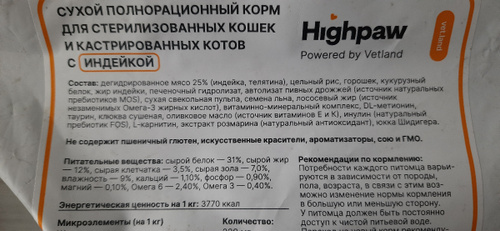 СУХОЙ ПОЛНОРАЦИОННЫЙ КОРМ
ДЛЯ СТЕРИЛИЗОВАННЫХ КОШЕК
И КАСТРИРОВАННЫХ КОТОВ
С ИНДЕЙКОЙ
Highpaw
Powered by Vetland
Vet.land
Состав: дегидрированное мясо 25% (индейка, телятина), цельный рис, горошек, кукурузный
белок, жир индейки, печеночный гидролизат, автолизат пивных дрожжей (источник натуральных
пребиотиков MOS), сухая свекольная пульпа, семена льна, лососевый жир (источник
незаменимых Омега-3 жирных кислот), витаминно-минеральный комплекс, DL-метионин,
таурин, клюква сушеная, оливковое масло (источник витаминов Е и К), инулин (натуральный
пребиотик FOS), L-карнитин, экстракт розмарина (натуральный антиоксидант), юкка Шидигера.
Не содержит пшеничный глютен, искусственные красители, ароматизаторы, сою и ГМО.
Питательные вещества: сырой белок — 31%, сырой жир
— 12%, сырая клетчатка — 3,5%, сырая зола — 7,0%,
влажность — 9%, кальций — 1,10%, фосфор — 0,90%,
магний — 0,10%, Омега 6 — 2,40%, Омега 3 — 0,40%.
Энергетическая ценность на 1 кг: 3770 ккал
Микроэлементы (на 1 кг)
Количество:
Рекомендации по кормлению:
Потребности каждого питомца варьи-
руются в зависимости от породы,
пола, возраста, в связи с этим воз-
можно изменение нормы кормления
в большую или меньшую сторону.
У питомца должен быть постоянно
доступ к чистой питьевой воде.